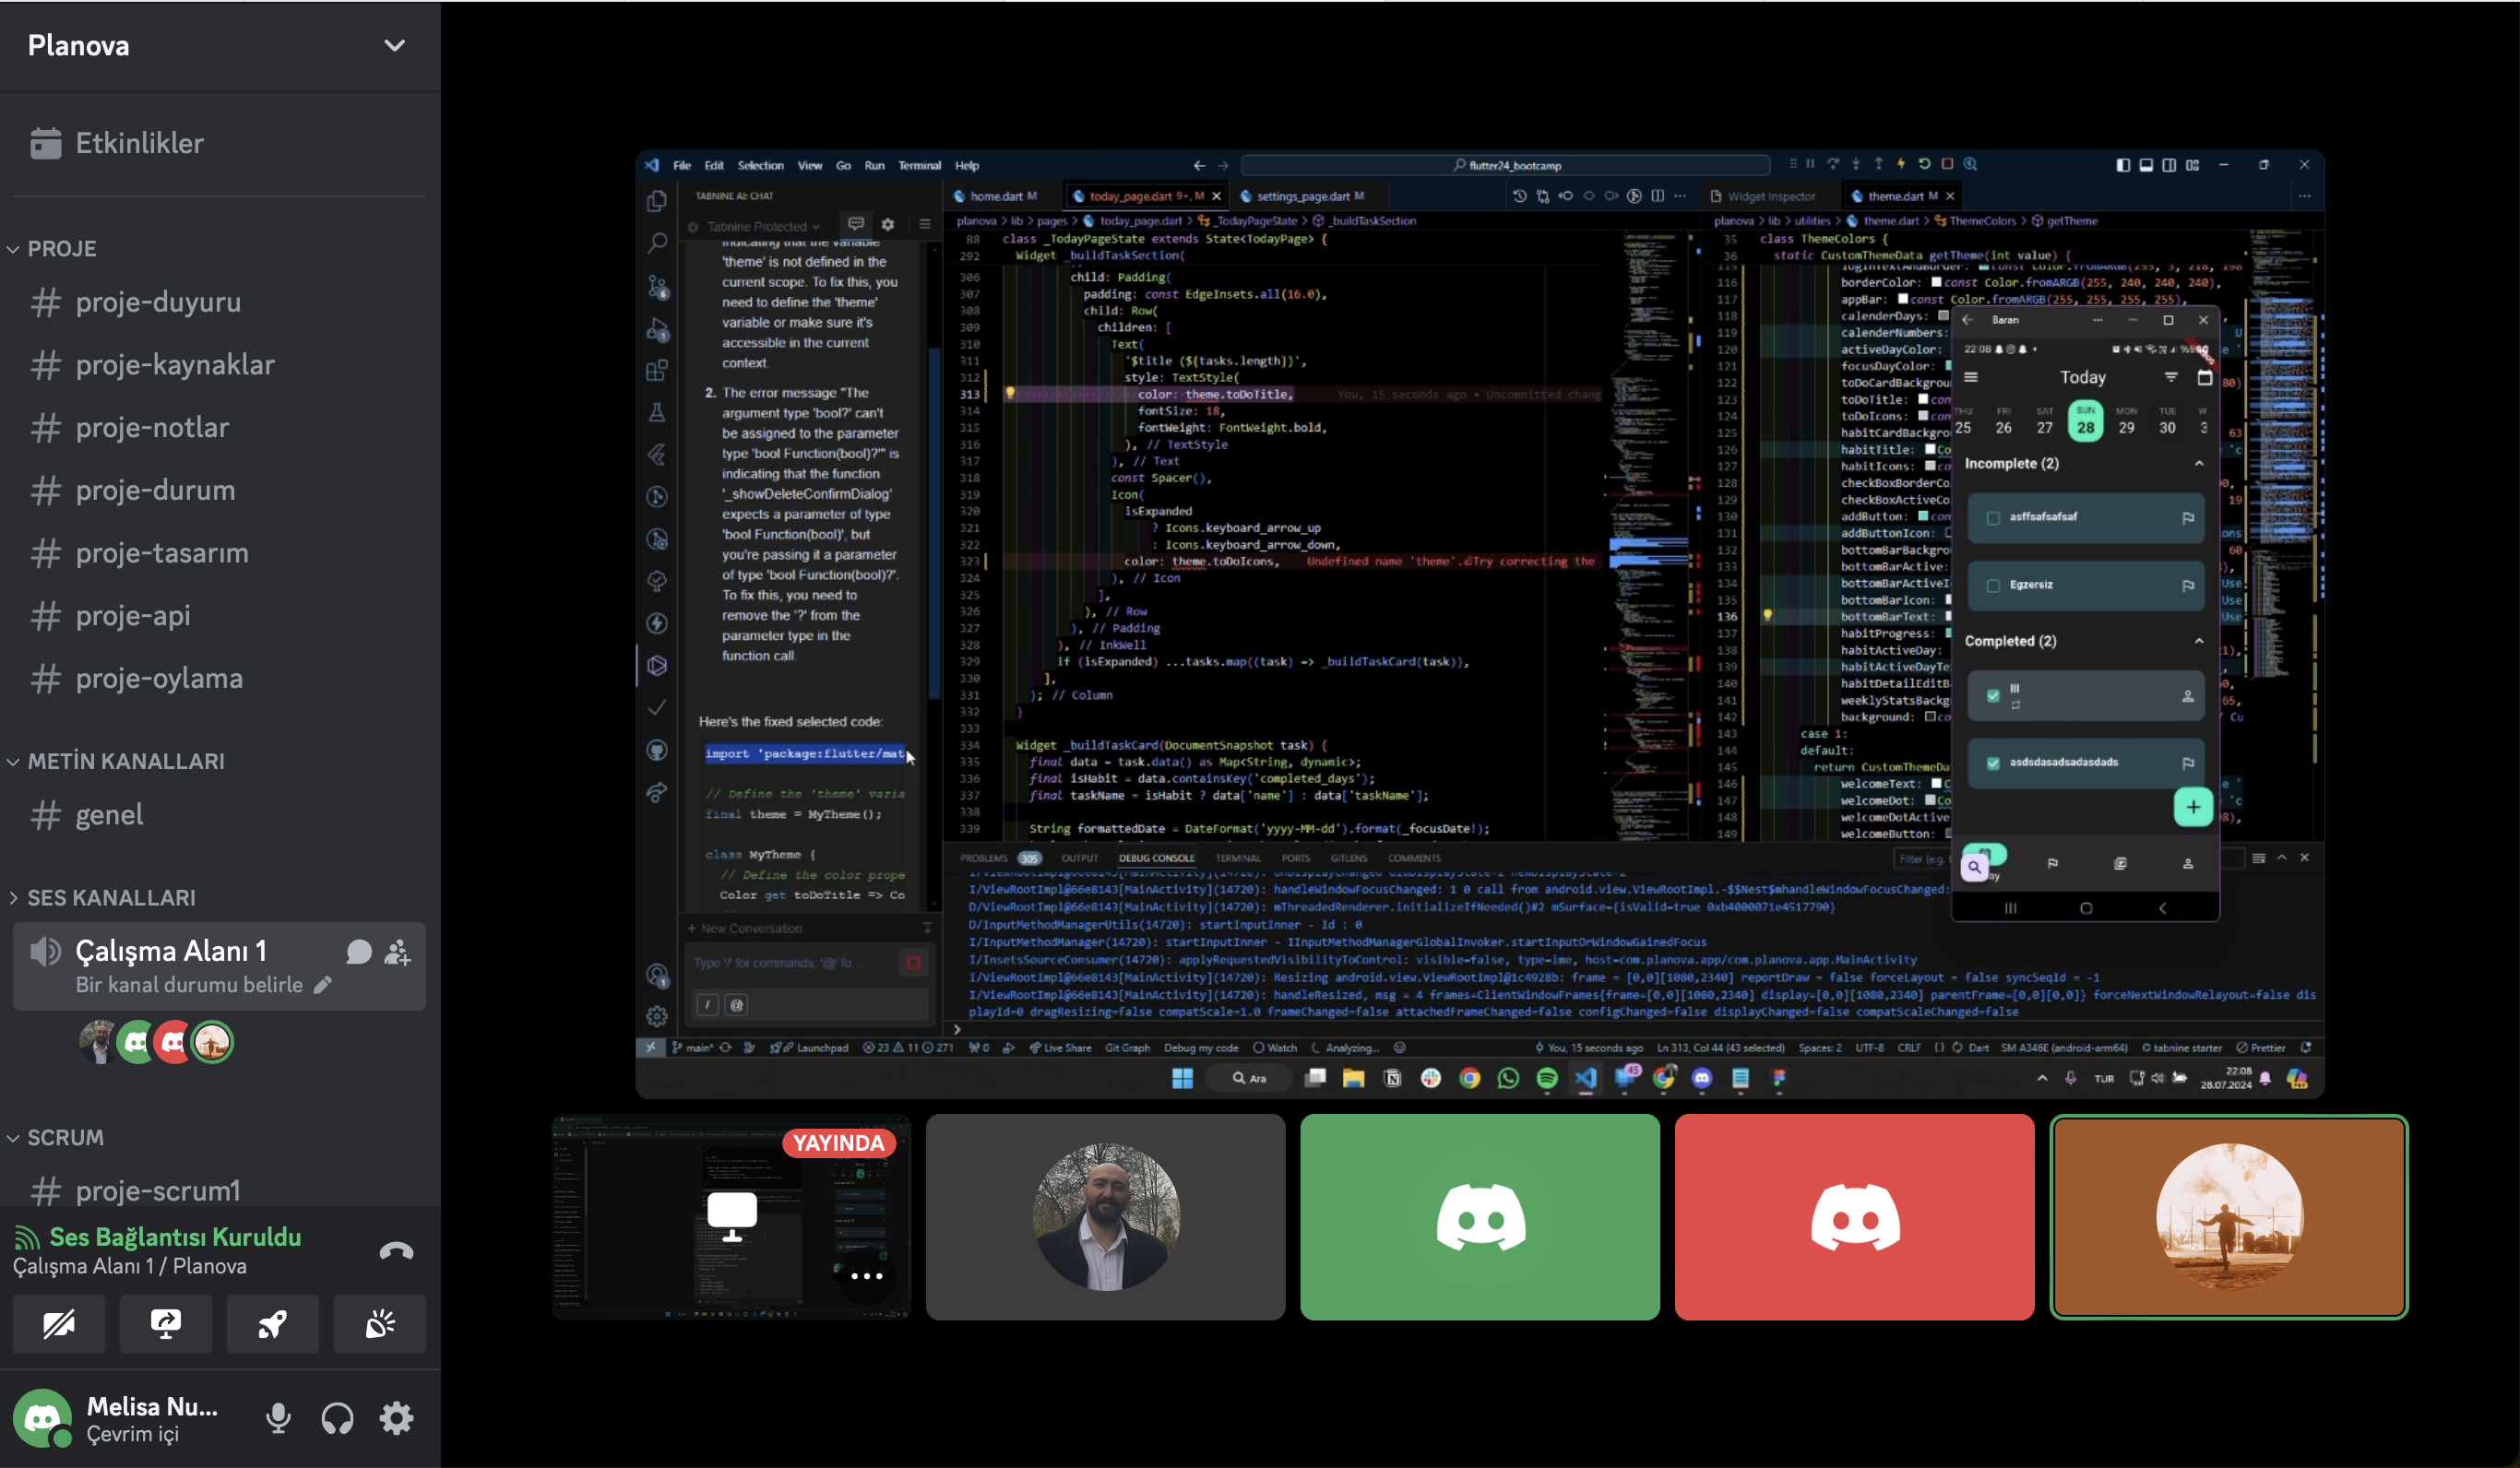 Planova
Etkinlikler
PROJE
# proje-duyuru
# proje-kaynaklar
# proje-notlar
# proje-durum
# proje-tasarım
# proje-api
# proje-oylama
METİN KANALLARI
# genel
SES KANALLARI
Çalışma Alanı 1
Bir kanal durumu belirle
SCRUM
# proje-scrum1
Ses Bağlantısı Kuruldu
Çalışma Alanı 1 / Planova
Melisa Nu...
Çevrim içi
File Edit Selection View Go Run Terminal Help
flutter24_bootcamp
TABNINE AI: CHAT
Tabnine Protected
indicating that the variable
'theme' is not defined in the
current scope. To fix this, you
need to define the 'theme'
variable or make sure it's
accessible in the current
context.
2. The error message "The
argument type 'bool?' can't
be assigned to the parameter
type 'bool Function(bool)?'" is
indicating that the function
'_showDeleteConfirmDialog'
expects a parameter of type
'bool Function(bool)', but
you're passing it a parameter
of type 'bool Function(bool)?'.
To fix this, you need to
remove the '?' from the
parameter type in the
function call.
Here's the fixed selected code:
import 'package:flutter/mat
// Define the 'theme' varia
final theme = MyTheme();
class MyTheme {
// Define the color prope
Color get toDoTitle => Co
+ New Conversation
Type '/' for commands, '@' fo...
/ @
home.dart M today_page.dart 9+, M settings_page.dart M
planova > lib > pages > today_page.dart > _TodayPageState > _buildTaskSection
88 class _TodayPageState extends State<TodayPage> {
292 Widget _buildTaskSection(
306 child: Padding(
307 padding: const EdgeInsets.all(16.0),
308 child: Row(
309 children: [
310 Text(
311 '$title (${tasks.length})',
312 style: TextStyle(
313 color: theme.toDoTitle, You, 15 seconds ago • Uncommitted chang
314 fontSize: 18,
315 fontWeight: FontWeight.bold,
316 ), // TextStyle
317 ), // Text
318 const Spacer(),
319 Icon(
320 isExpanded
321 ? Icons.keyboard_arrow_up
322 : Icons.keyboard_arrow_down,
323 color: theme.toDoIcons, Undefined name 'theme'.⏎Try correcting the
324 ), // Icon
325 ],
326 ), // Row
327 ), // Padding
328 ), // InkWell
329 if (isExpanded) ...tasks.map((task) => _buildTaskCard(task)),
330 ],
331 ); // Column
332 }
333
334 Widget _buildTaskCard(DocumentSnapshot task) {
335 final data = task.data() as Map<String, dynamic>;
336 final isHabit = data.containsKey('completed_days');
337 final taskName = isHabit ? data['name'] : data['taskName'];
338
339 String formattedDate = DateFormat('yyyy-MM-dd').format(_focusDate!);
Widget Inspector theme.dart M
planova > lib > utilities > theme.dart > ThemeColors > getTheme
35 class ThemeColors {
36 static CustomThemeData getTheme(int value) {
116 borderColor: const Color.fromARGB(255, 240, 240, 240),
117 appBar: const Color.fromARGB(255, 255, 255, 255),
118 calenderDays:
119 calenderNumbers:
120 activeDayColor:
121 focusDayColor:
122 toDoCardBackgrou
123 toDoTitle: con
124 toDoIcons: con
125 habitCardBackgro
126 habitTitle: Co
127 habitIcons: co
128 checkBoxBorderCo
129 checkBoxActiveCo
130 addButton: con
131 addButtonIcon:
132 bottomBarBackgro
133 bottomBarActive:
134 bottomBarActiveI
135 bottomBarIcon:
136 bottomBarText:
137 habitProgress:
138 habitActiveDay:
139 habitActiveDayTe
140 habitDetailEditB
141 weeklyStatsBackg
142 background: co
143 case 1:
144 default:
145 return CustomThemeDa
146 welcomeText: C
147 welcomeDot: Co
148 welcomeDotActive
149 welcomeButton:
Baran
22:08
Today
THU FRI SAT SUN MON TUE W
25 26 27 28 29 30 3
Incomplete (2)
asffsafsafsaf
Egzersiz
Completed (2)
lll
asdsdasadsadasdads
+
PROBLEMS 305 OUTPUT DEBUG CONSOLE TERMINAL PORTS GITLENS COMMENTS
Filter (e.g. t
I/ViewRootImpl@66e8143[MainActivity](14720): handleWindowFocusChanged: 1 0 call from android.view.ViewRootImpl.-$$Nest$mhandleWindowFocusChanged:
D/ViewRootImpl@66e8143[MainActivity](14720): mThreadedRenderer.initializeIfNeeded()#2 mSurface={isValid=true 0xb4000071e4517790}
D/InputMethodManagerUtils(14720): startInputInner - Id : 0
I/InputMethodManager(14720): startInputInner - IInputMethodManagerGlobalInvoker.startInputOrWindowGainedFocus
I/InsetsSourceConsumer(14720): applyRequestedVisibilityToControl: visible=false, type=ime, host=com.planova.app/com.planova.app.MainActivity
I/ViewRootImpl@66e8143[MainActivity](14720): Resizing android.view.ViewRootImpl@1c4928b: frame = [0,0][1080,2340] reportDraw = false forceLayout = false syncSeqId = -1
I/ViewRootImpl@66e8143[MainActivity](14720): handleResized, msg = 4 frames=ClientWindowFrames{frame=[0,0][1080,2340] display=[0,0][1080,2340] parentFrame=[0,0][0,0]} forceNextWindowRelayout=false dis
playId=0 dragResizing=false compatScale=1.0 frameChanged=false attachedFrameChanged=false configChanged=false displayChanged=false compatScaleChanged=false
main* Launchpad 23 11 271 0 Live Share Git Graph Debug my code Watch Analyzing... You, 15 seconds ago Ln 313, Col 44 (43 selected) Spaces: 2 UTF-8 CRLF {} Dart SM A346E (android-arm64) tabnine starter Prettier
Ara 45 TUR 22:08
28.07.2024
YAYINDA